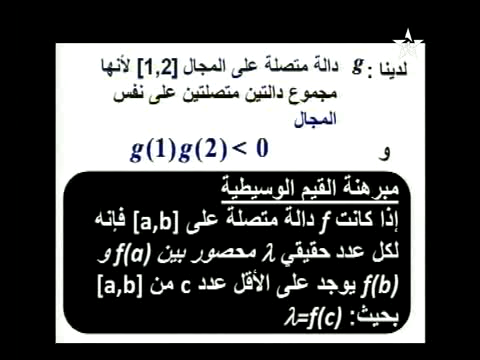 لدينا : g دالة متصلة على المجال [1,2] لأنها
مجموع دالتين متصلتين على نفس
المجال
و g(1)g(2) < 0
مبرهنة القيم الوسيطية
إذا كانت f دالة متصلة على [a,b] فإنه
لكل عدد حقيقي λ محصور بين f(a) و
f(b) يوجد على الأقل عدد c من [a,b]
بحيث: λ=f(c)